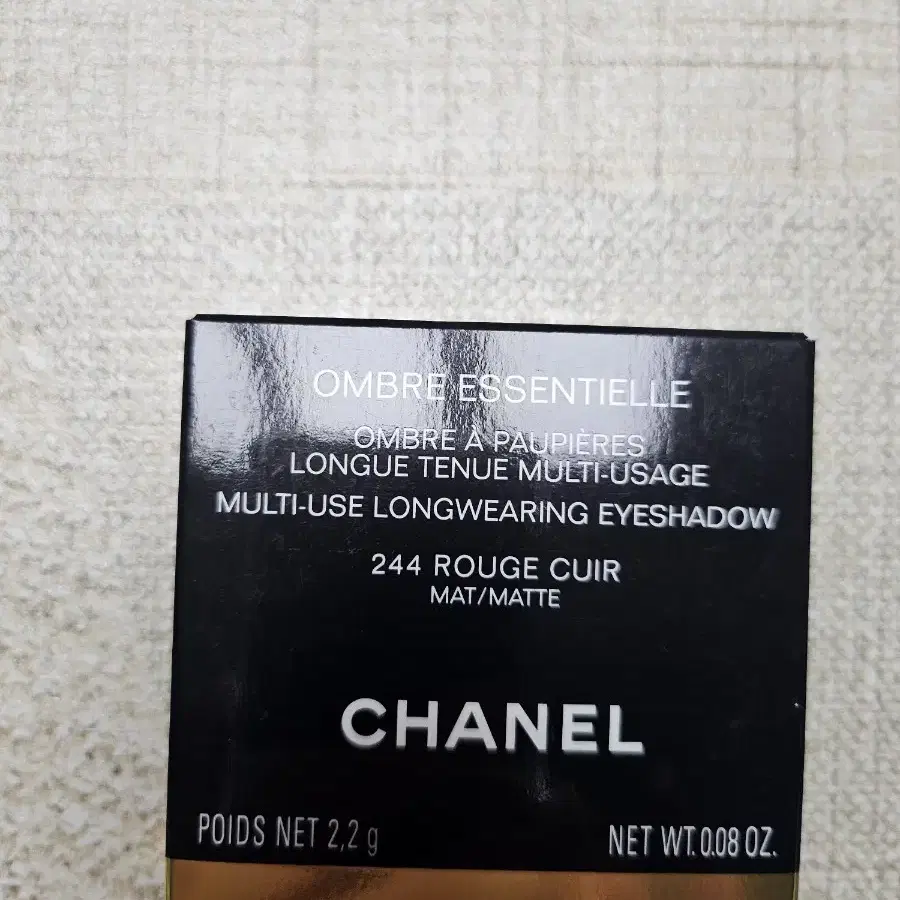 OMBRE ESSENTIELLE
OMBRE À PAUPIÈRES
LONGUE TENUE MULTI-USAGE
MULTI-USE LONGWEARING EYESHADOW
244 ROUGE CUIR
MAT/MATTE
CHANEL
POIDS NET 2,2 g NET WT. 0.08 OZ.